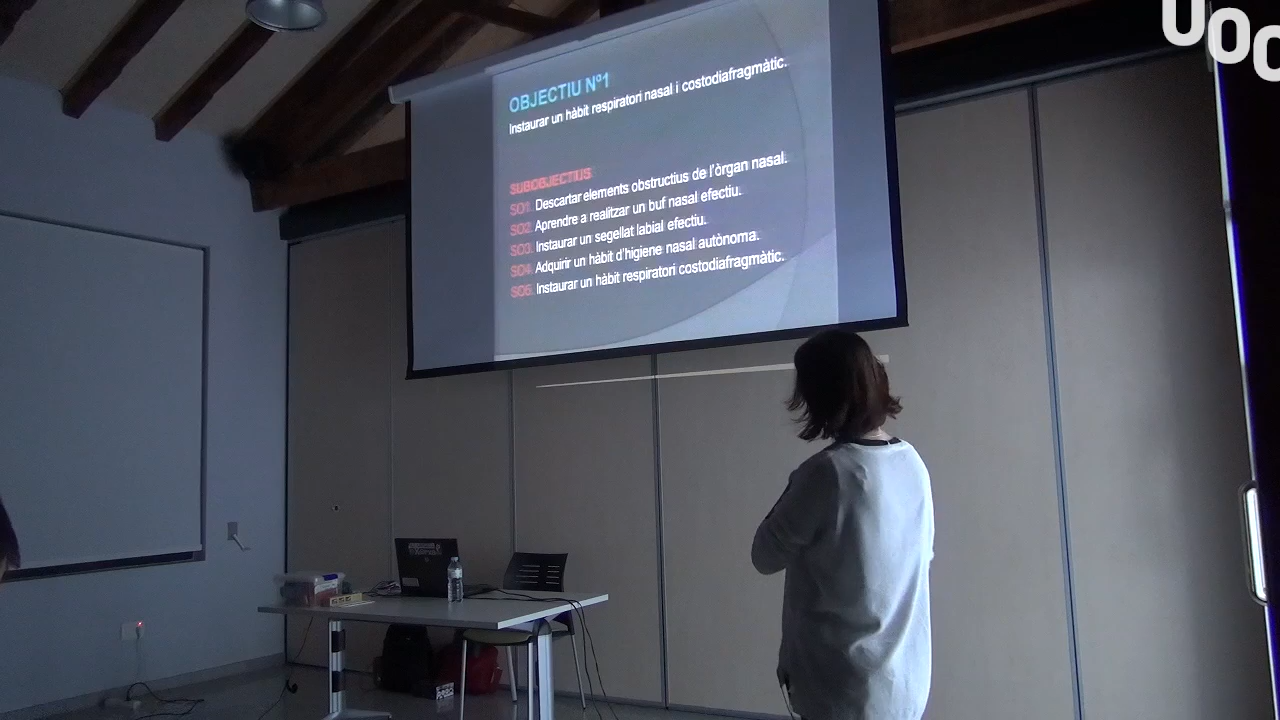 UOC
OBJECTIU Nº1
Instaurar un hàbit respiratori nasal i costodiafragmàtic.
SUBOBJECTIUS
SO1. Descartar elements obstructius de l'òrgan nasal.
SO2. Aprendre a realitzar un buf nasal efectiu.
SO3. Instaurar un segellat labial efectiu.
SO4. Adquirir un hàbit d'higiene nasal autònoma.
SO5. Instaurar un hàbit respiratori costodiafragmàtic.